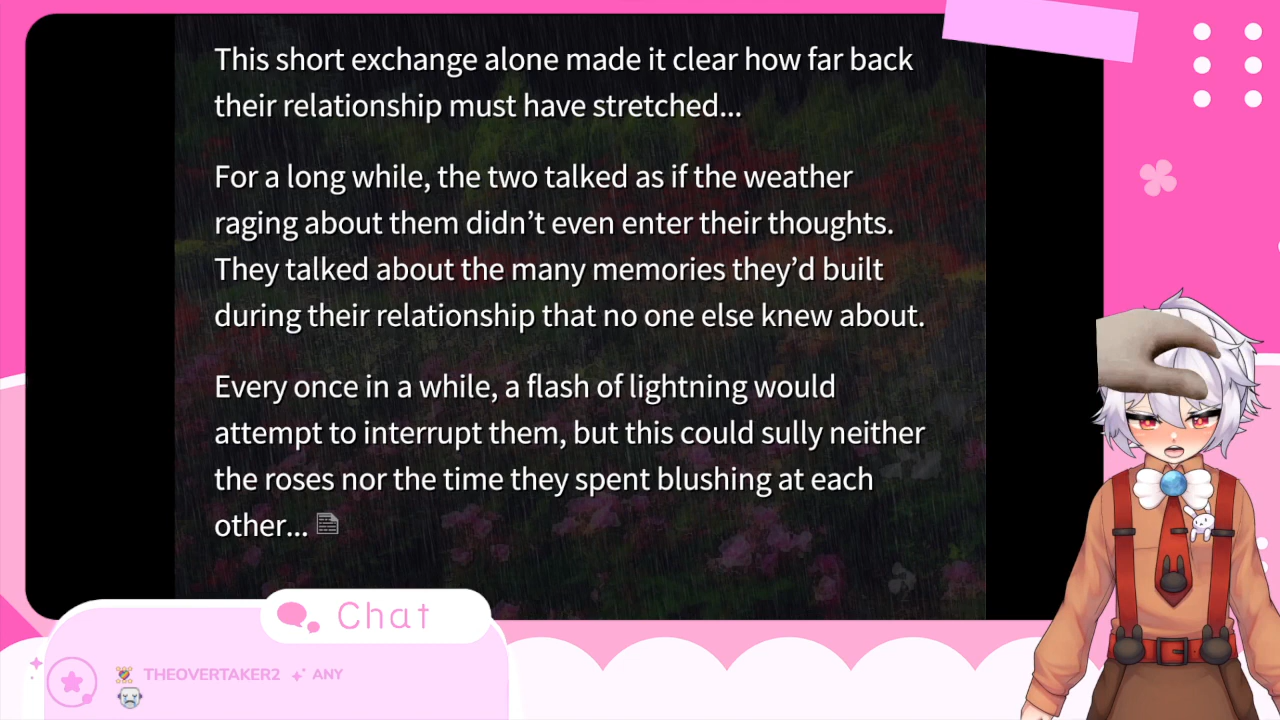 This short exchange alone made it clear how far back
their relationship must have stretched...
For a long while, the two talked as if the weather
raging about them didn’t even enter their thoughts.
They talked about the many memories they’d built
during their relationship that no one else knew about.
Every once in a while, a flash of lightning would
attempt to interrupt them, but this could sully neither
the roses nor the time they spent blushing at each
other...
Chat
THEOVERTAKER2 ANY